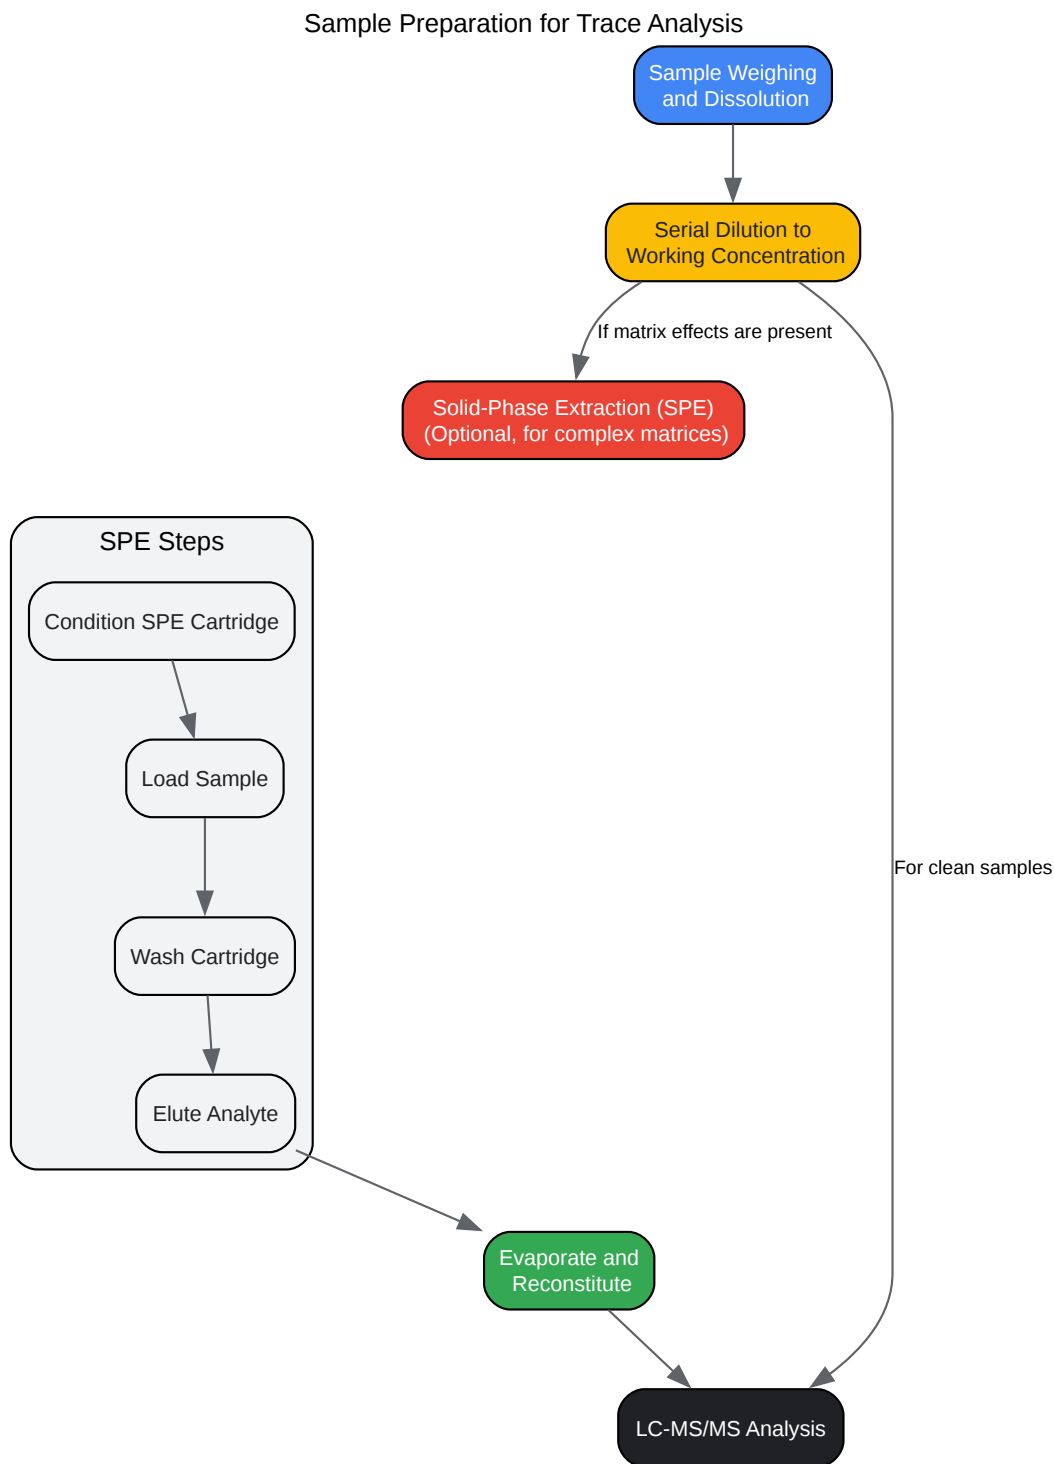 Sample Preparation for Trace Analysis
Sample Weighing
and Dissolution
Serial Dilution to
Working Concentration
If matrix effects are present
Solid-Phase Extraction (SPE)
(Optional, for complex matrices)
SPE Steps
Condition SPE Cartridge
Load Sample
For clean samples
Wash Cartridge
Elute Analyte
Evaporate and
Reconstitute
LC-MS/MS Analysis